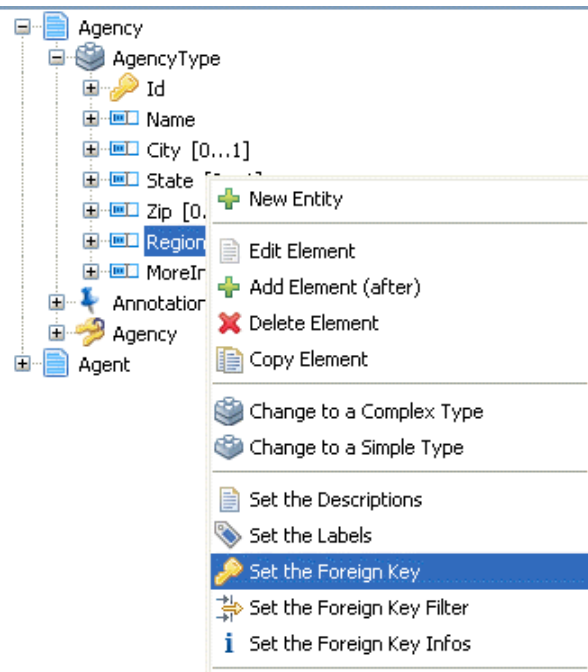 Agency
AgencyType
Id
Name
City [0...1]
State
Zip [0.
Region
MoreIn
Annotation
Agency
Agent
New Entity
Edit Element
Add Element (after)
Delete Element
Copy Element
Change to a Complex Type
Change to a Simple Type
Set the Descriptions
Set the Labels
Set the Foreign Key
Set the Foreign Key Filter
Set the Foreign Key Infos